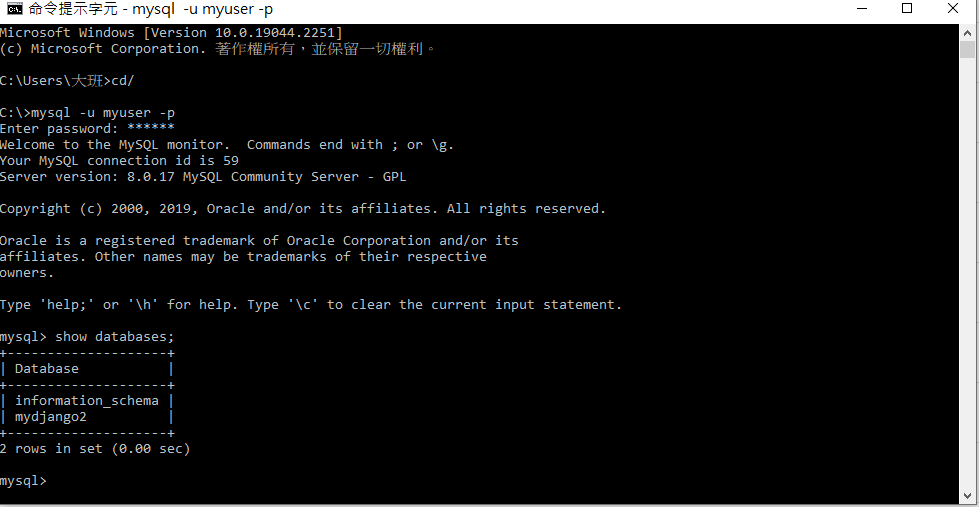 命令提示字元 - mysql -u myuser -p
Microsoft Windows [Version 10.0.19044.2251]
(c) Microsoft Corporation. 著作權所有，並保留一切權利。
C:\Users\大班>cd/
C:\>mysql -u myuser -p
Enter password: ******
Welcome to the MySQL monitor.  Commands end with ; or \g.
Your MySQL connection id is 59
Server version: 8.0.17 MySQL Community Server - GPL
Copyright (c) 2000, 2019, Oracle and/or its affiliates. All rights reserved.
Oracle is a registered trademark of Oracle Corporation and/or its
affiliates. Other names may be trademarks of their respective
owners.
Type 'help;' or '\h' for help. Type '\c' to clear the current input statement.
mysql> show databases;
+--------------------+
| Database           |
+--------------------+
| information_schema |
| mydjango2          |
+--------------------+
2 rows in set (0.00 sec)
mysql>